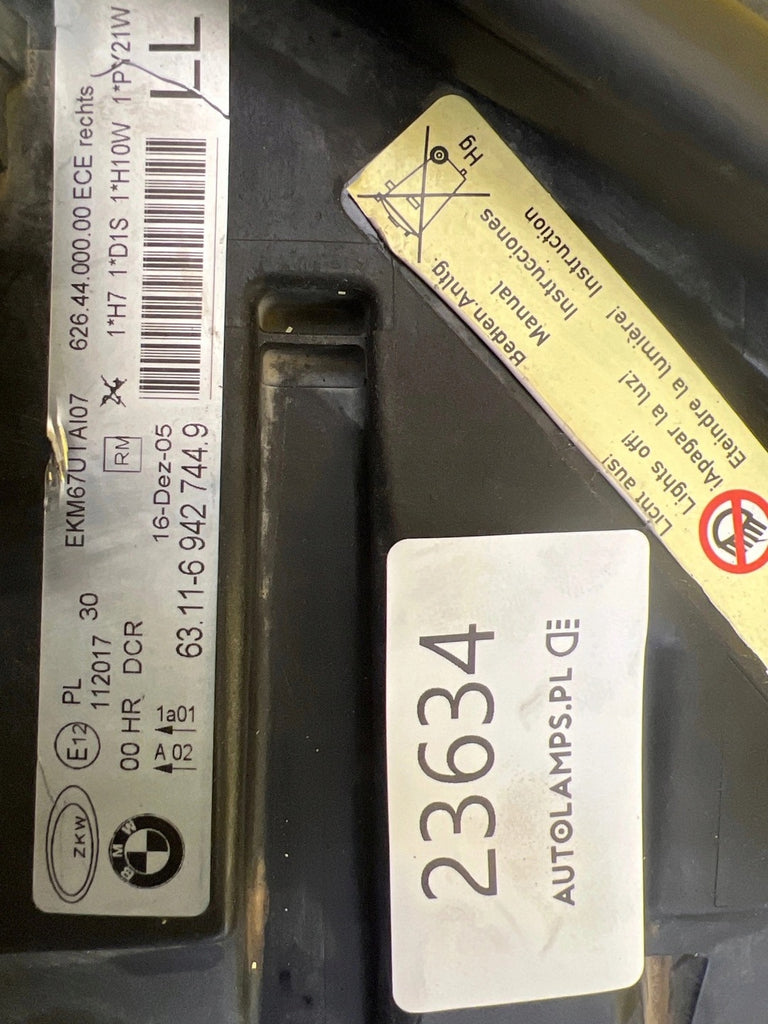 ZKW
BMW
E12
PL
EKM67U1AI07
626.44.000.00 ECE rechts
112017
30
RM
1*H7 1*D1S 1*H10W 1*PY21W
00 HR DCR
A 02
1a01
16-Dez-05
63.11-6 942 744.9
Hg
Bedien.Anltg.
Manual
Instrucciones
Instruction
Licht aus!
Lights off!
¡Apagar la luz!
Eteindre la lumière!
23634
AUTOLAMPS.PL